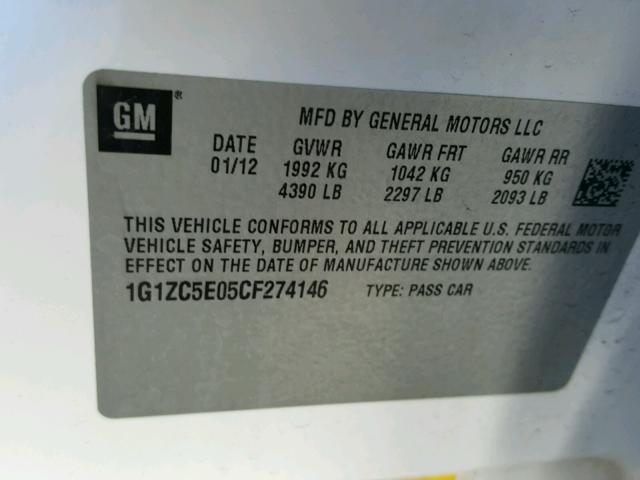 GM®
MFD BY GENERAL MOTORS LLC
DATE GVWR GAWR FRT GAWR RR
01/12 1992 KG 1042 KG 950 KG
4390 LB 2297 LB 2093 LB
THIS VEHICLE CONFORMS TO ALL APPLICABLE U.S. FEDERAL MOTOR
VEHICLE SAFETY, BUMPER, AND THEFT PREVENTION STANDARDS IN
EFFECT ON THE DATE OF MANUFACTURE SHOWN ABOVE.
1G1ZC5E05CF274146 TYPE: PASS CAR